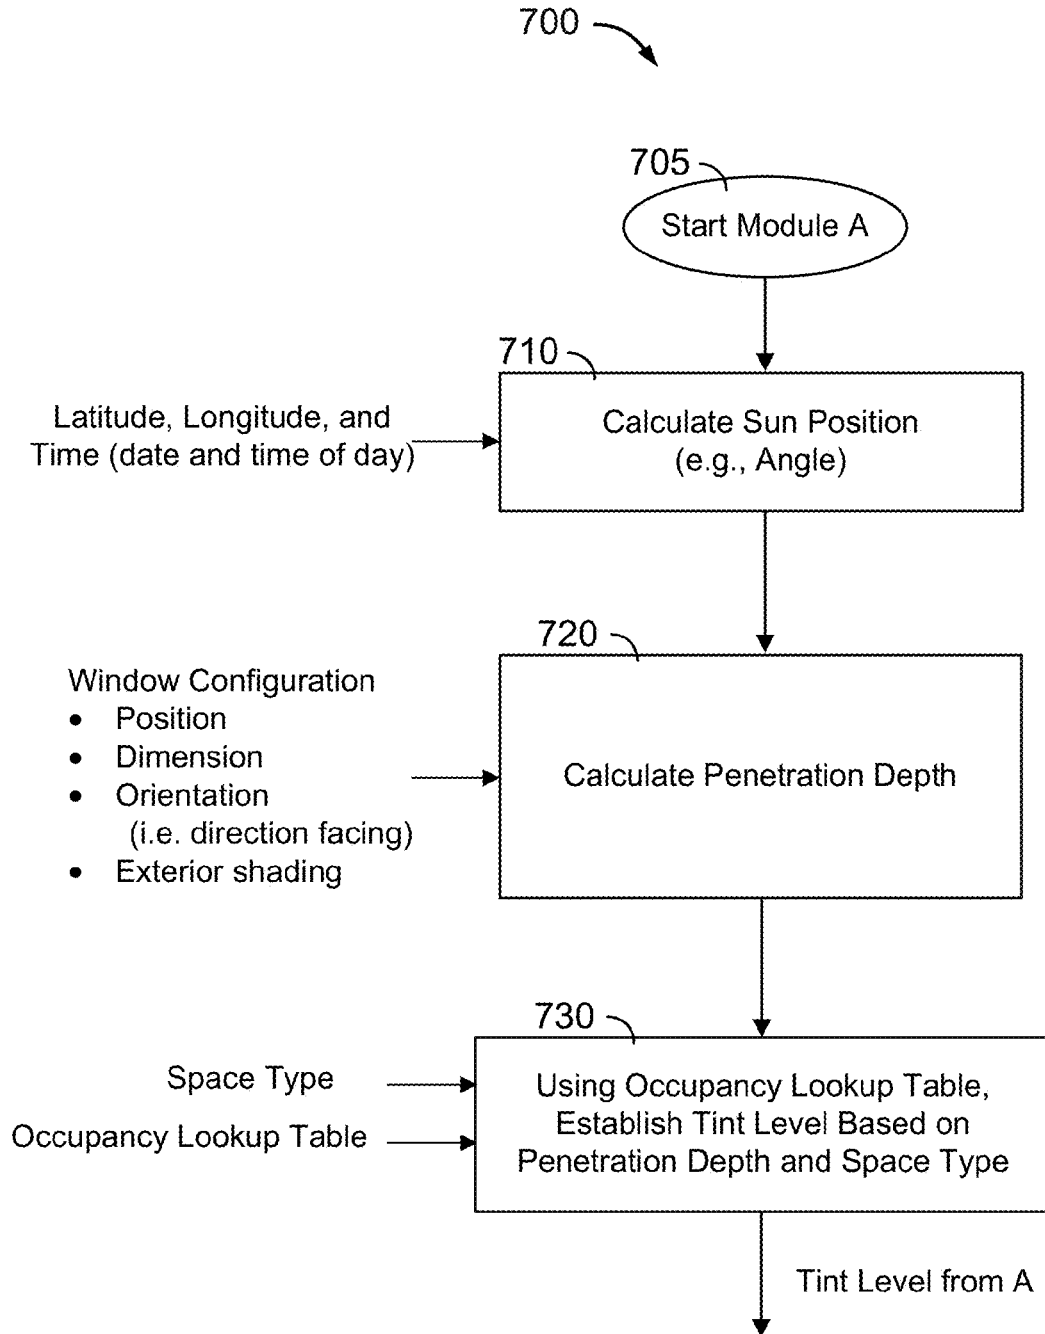 700
705
Start Module A
710
Latitude, Longitude, and
Time (date and time of day)
Calculate Sun Position
(e.g., Angle)
720
Window Configuration
• Position
• Dimension
• Orientation
(i.e. direction facing)
• Exterior shading
Calculate Penetration Depth
730
Space Type
Occupancy Lookup Table
Using Occupancy Lookup Table,
Establish Tint Level Based on
Penetration Depth and Space Type
Tint Level from A